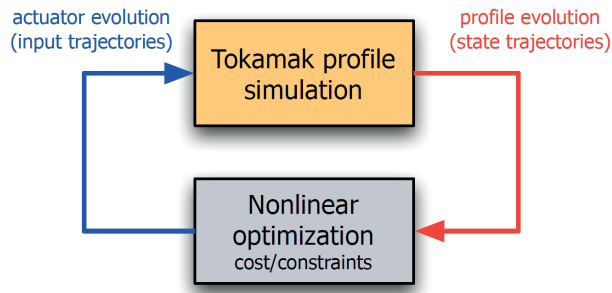 actuator evolution
(input trajectories)
profile evolution
(state trajectories)
Tokamak profile
simulation
Nonlinear
optimization
cost/constraints